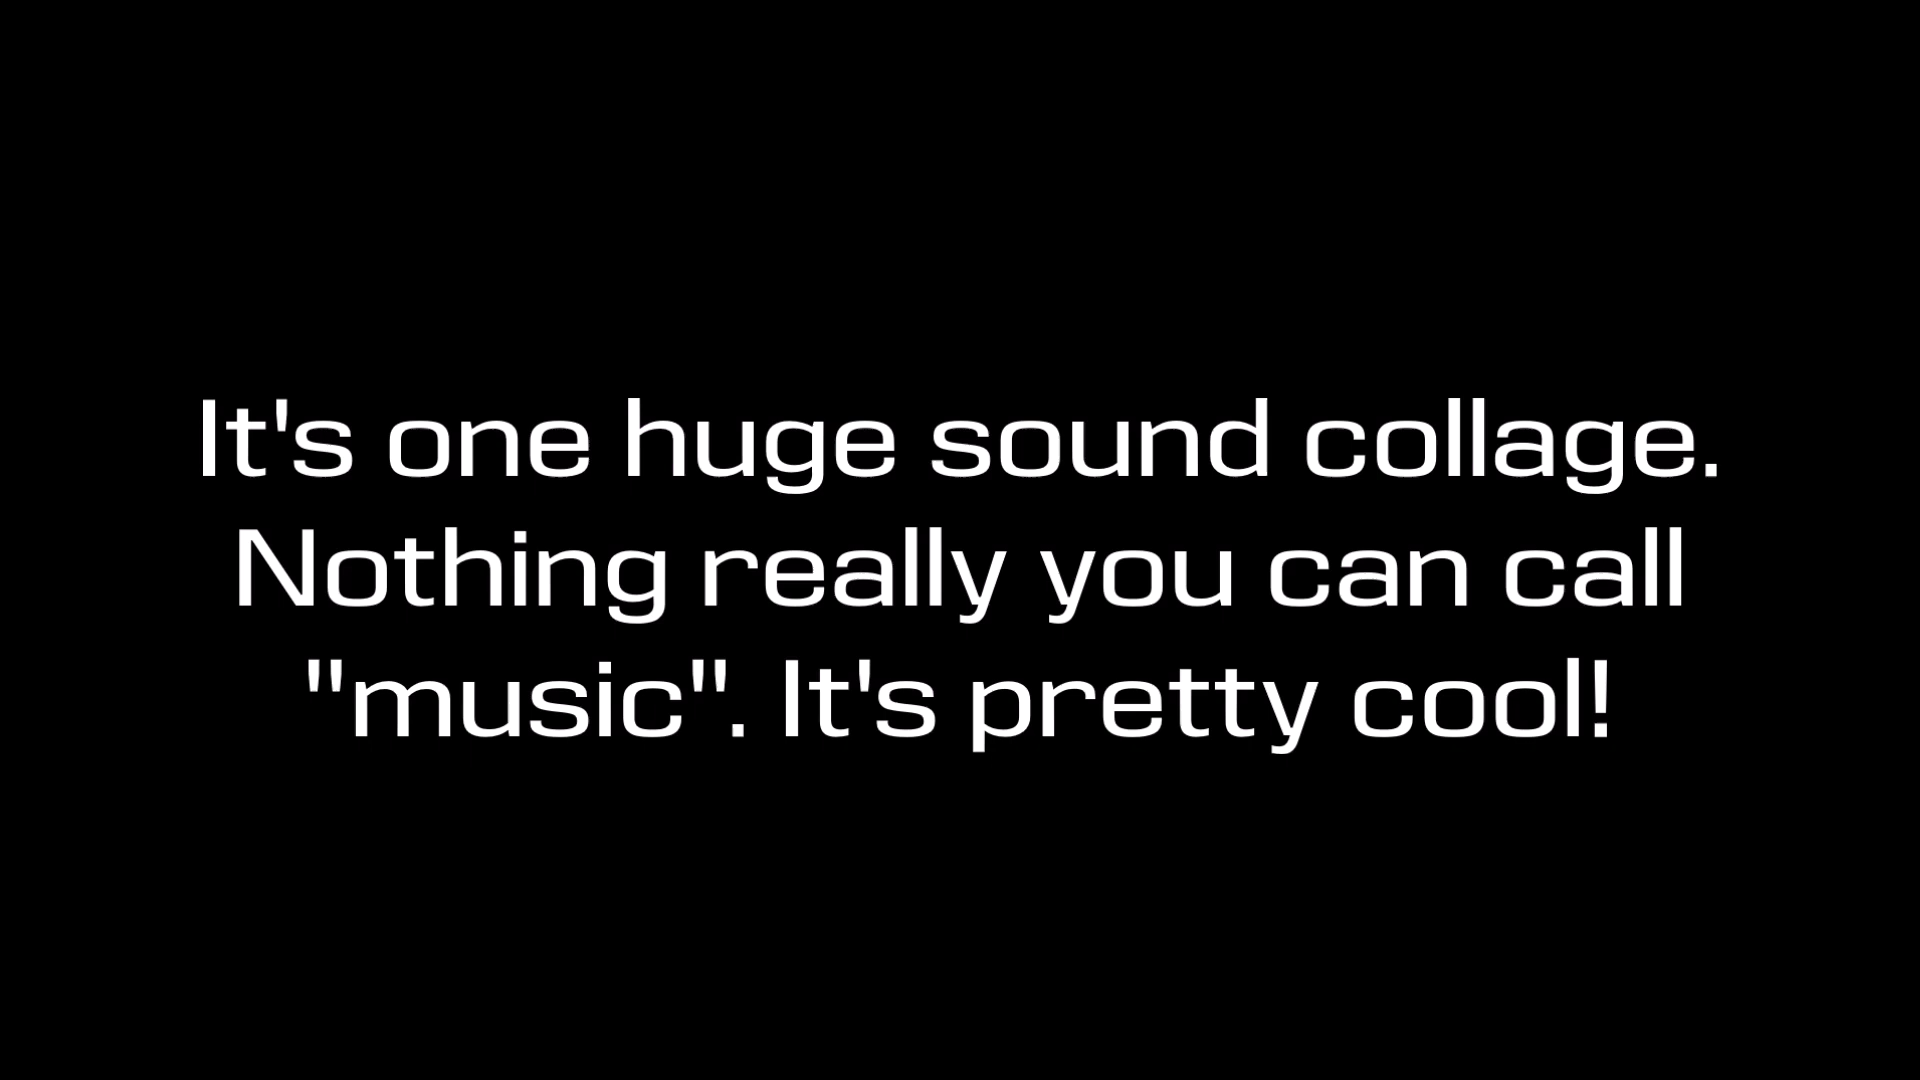 It's one huge sound collage.
Nothing really you can call
"music". It's pretty cool!